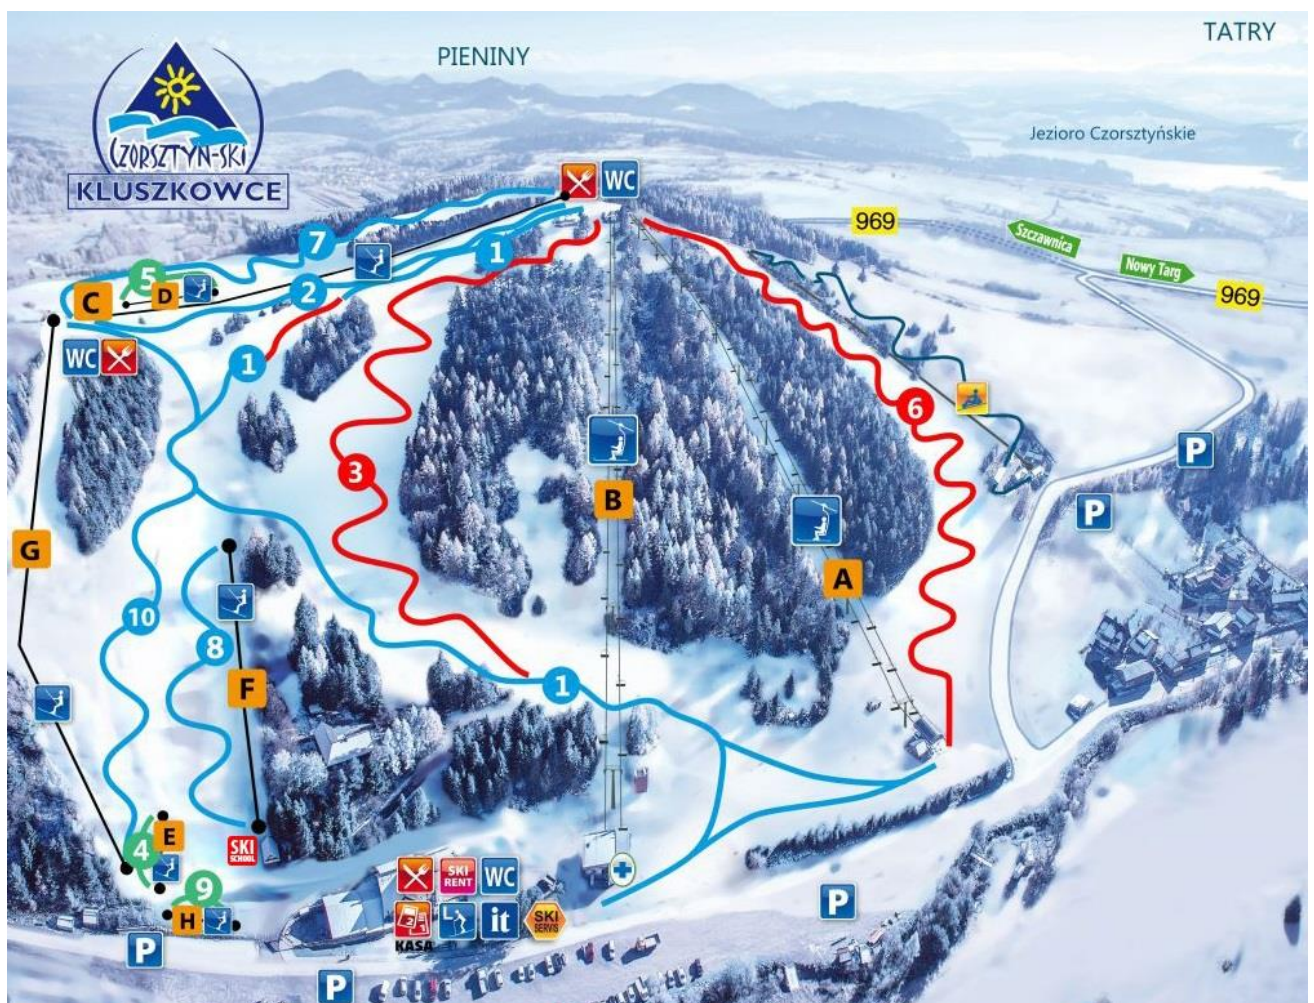 TATRY
PIENINY
Jezioro Czorsztyńskie
CZORSZTYN-SKI
KLUSZKOWCE
WC
969
Szczawnica
Nowy Targ
969
7
1
5
2
C
D
WC
1
6
3
B
P
P
G
A
10
8
F
1
E
4
SKI
SCHOOL
9
H
SKI
RENT
WC
KASA
it
SKI
SERVIS
P
P
P